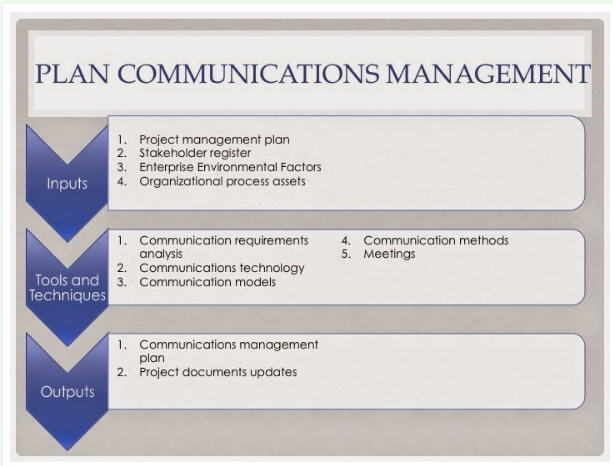 PLAN COMMUNICATIONS MANAGEMENT
Inputs
1. Project management plan
2. Stakeholder register
3. Enterprise Environmental Factors
4. Organizational process assets
Tools and
Techniques
1. Communication requirements
analysis
2. Communications technology
3. Communication models
4. Communication methods
5. Meetings
Outputs
1. Communications management
plan
2. Project documents updates